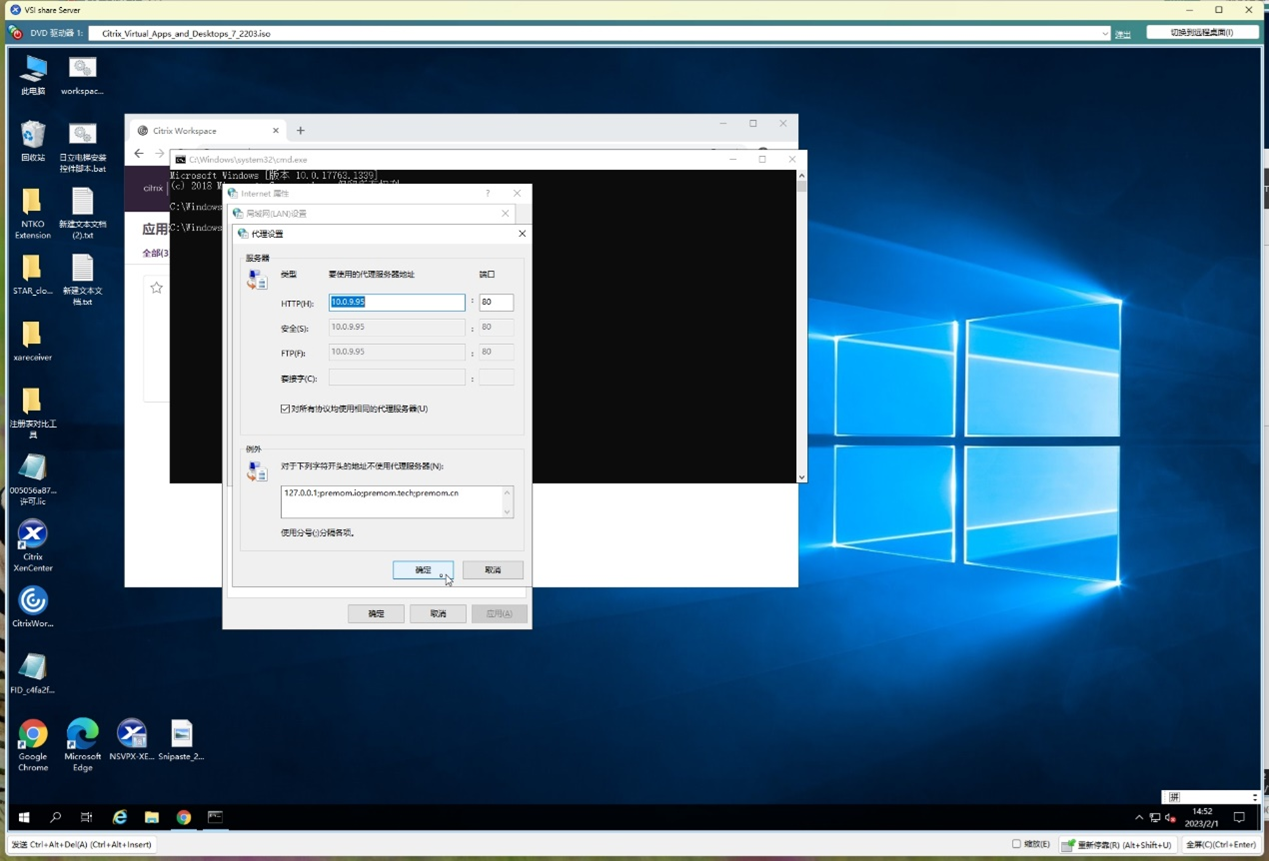 VSI share Server
DVD 驱动器 1:
Citrix_Virtual_Apps_and_Desktops_7_2203.iso
弹出
切换到远程桌面(I)
此电脑
workspac...
回收站
日立电梯安装
控件脚本.bat
NTKO
Extension
新建文本文档
(2).txt
STAR_clo...
新建文本文
档.txt
xareceiver
注册表对比工
具
005056a87...
许可.lic
Citrix
XenCenter
CitrixWor...
FID_c4fa2f...
Google
Chrome
Microsoft
Edge
NSVPX-XE...
Snipaste_2...
Citrix Workspace
citrix
应用
全部(3
C:\Windows\system32\cmd.exe
Microsoft Windows [版本 10.0.17763.1339]
(c) 2018 M
C:\Windows
C:\Windows
Internet 属性
局域网(LAN)设置
代理设置
服务器
类型
要使用的代理服务器地址
端口
HTTP(H):
10.0.9.95
:
80
安全(S):
10.0.9.95
:
80
FTP(F):
10.0.9.95
:
80
套接字(C):
:
对所有协议均使用相同的代理服务器(U)
例外
对于下列字符开头的地址不使用代理服务器(N):
127.0.0.1;premom.io;premom.tech;premom.cn
使用分号(;)分隔各项。
确定
取消
确定
取消
应用(A)
拼
14:52
2023/2/1
发送 Ctrl+Alt+Del(A) (Ctrl+Alt+Insert)
缩放(E)
重新停靠(R) (Alt+Shift+U)
全屏(C)(Ctrl+Enter)